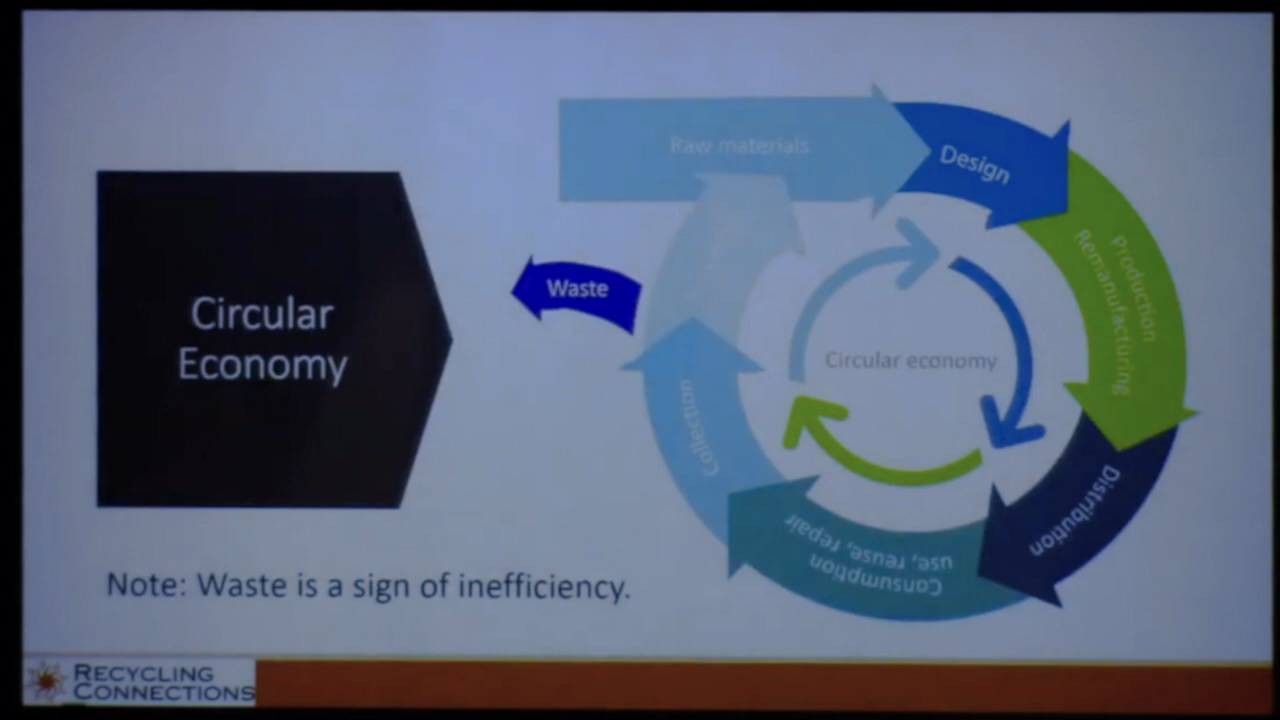 Circular
Economy
Note: Waste is a sign of inefficiency.
Raw materials
Design
Production
Remanufacturing
Distribution
Consumption
use, reuse, repair
Collection
Waste
Circular economy
RECYCLING
CONNECTIONS